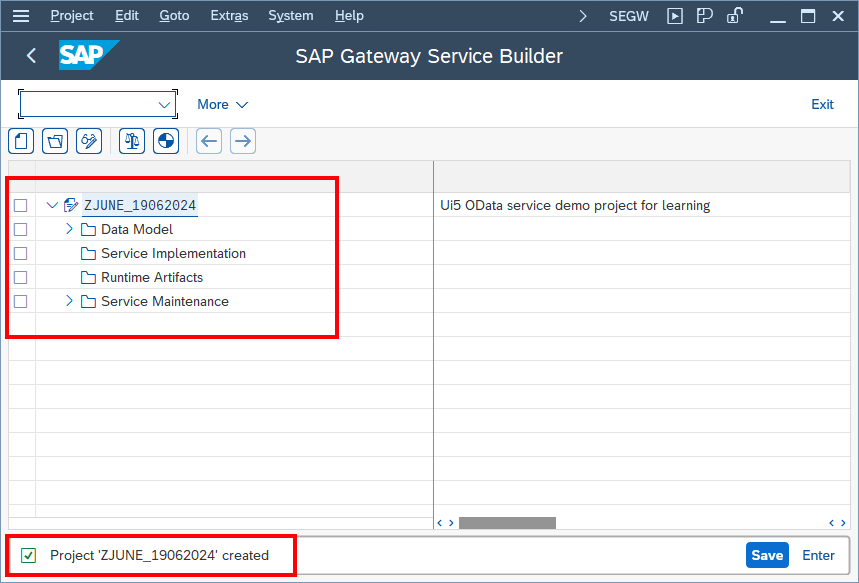 Project Edit Goto Extras System Help SEGW
SAP SAP Gateway Service Builder
More Exit
ZJUNE_19062024 Ui5 OData service demo project for learning
Data Model
Service Implementation
Runtime Artifacts
Service Maintenance
Project 'ZJUNE_19062024' created Save Enter